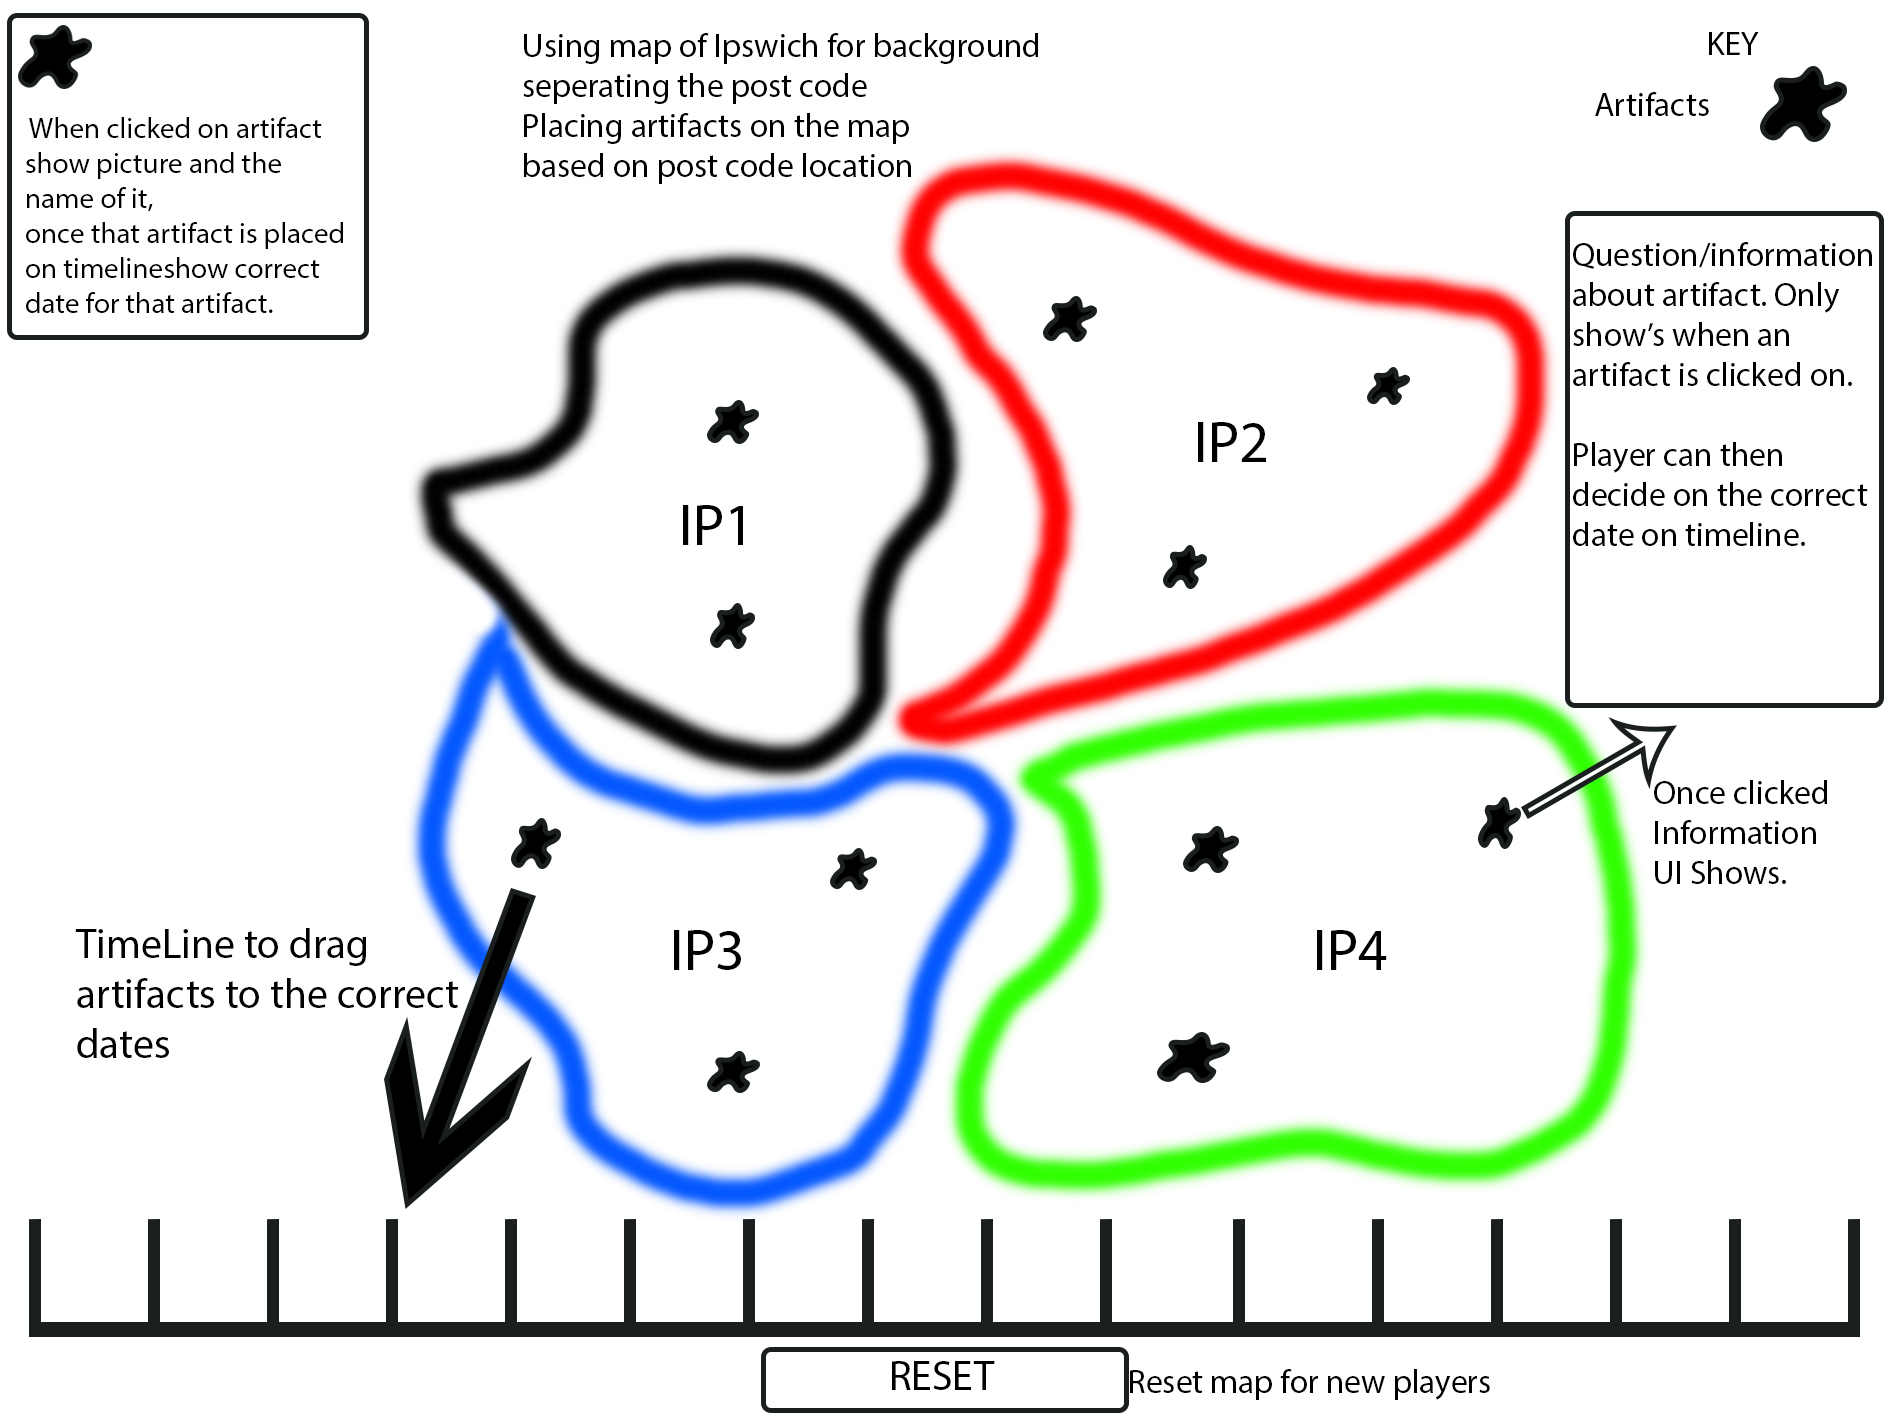 When clicked on artifact
show picture and the
name of it,
once that artifact is placed
on timelineshow correct
date for that artifact.
Using map of Ipswich for background
seperating the post code
Placing artifacts on the map
based on post code location
KEY
Artifacts
Question/information
about artifact. Only
show's when an
artifact is clicked on.
Player can then
decide on the correct
date on timeline.
IP1
IP2
IP3
IP4
Once clicked
Information
UI Shows.
TimeLine to drag
artifacts to the correct
dates
RESET
Reset map for new players